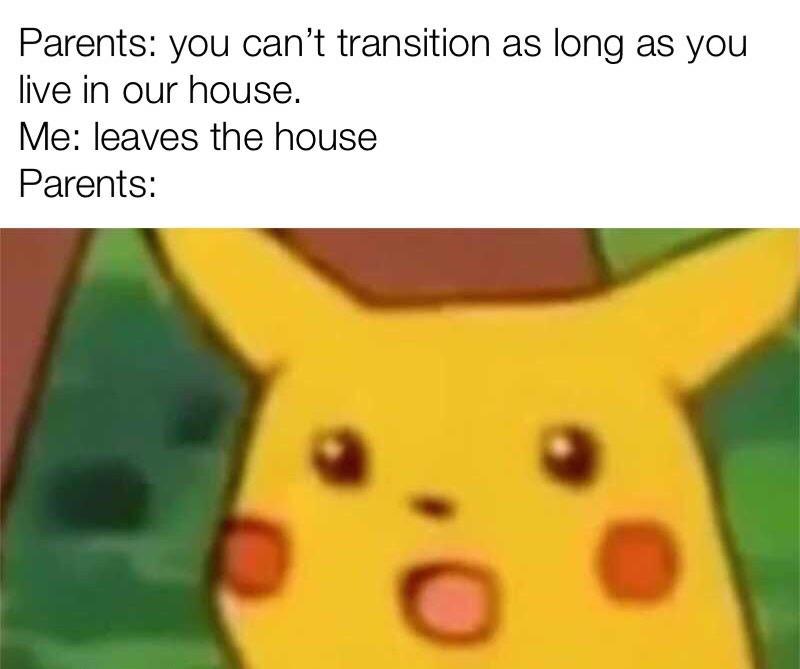 Parents: you can’t transition as long as you
live in our house.
Me: leaves the house
Parents: